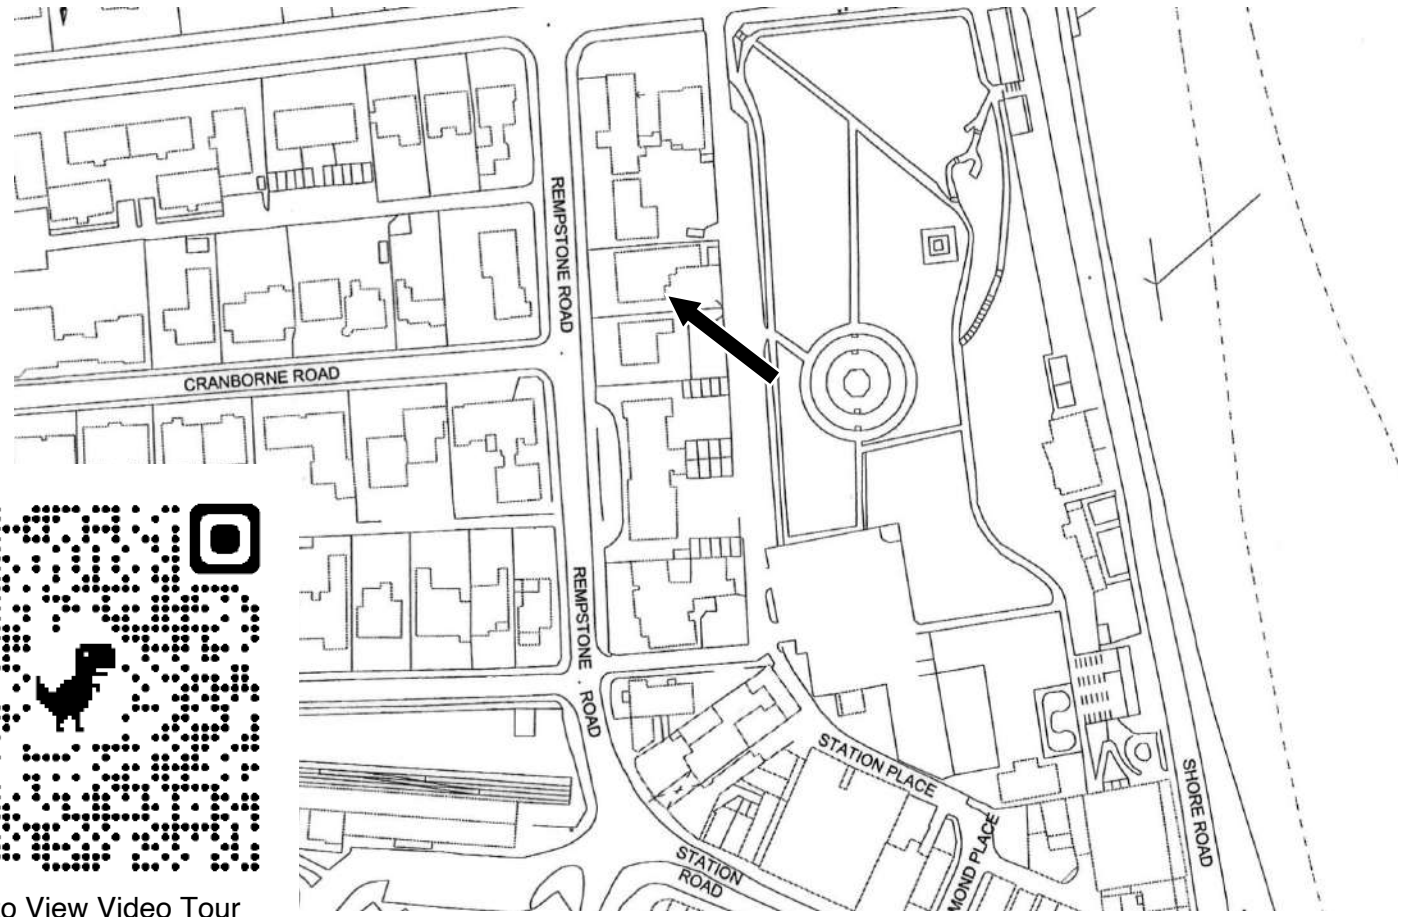 REMPSTONE ROAD
CRANBORNE ROAD
REMPSTONE ROAD
STATION PLACE
SHORE ROAD
STATION
ROAD
MOND PLACE
o View Video Tour